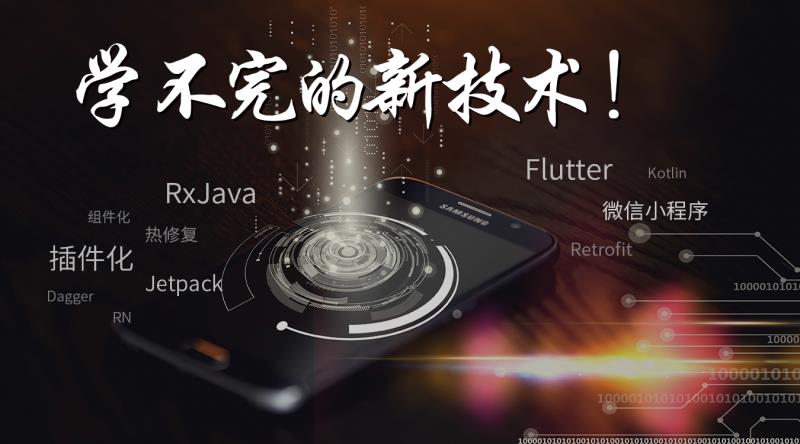 学不完的新技术！
Flutter
Kotlin
RxJava
微信小程序
组件化
热修复
Retrofit
插件化
Jetpack
Dagger
RN
SAMSUNG